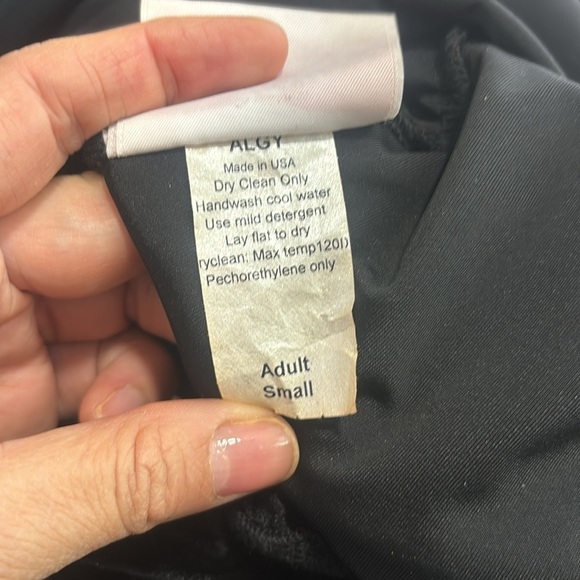 ALGY
Made in USA
Dry Clean Only
Handwash cool water
Use mild detergent
Lay flat to dry
ryclean: Max temp120D
Pechorethylene only
Adult
Small